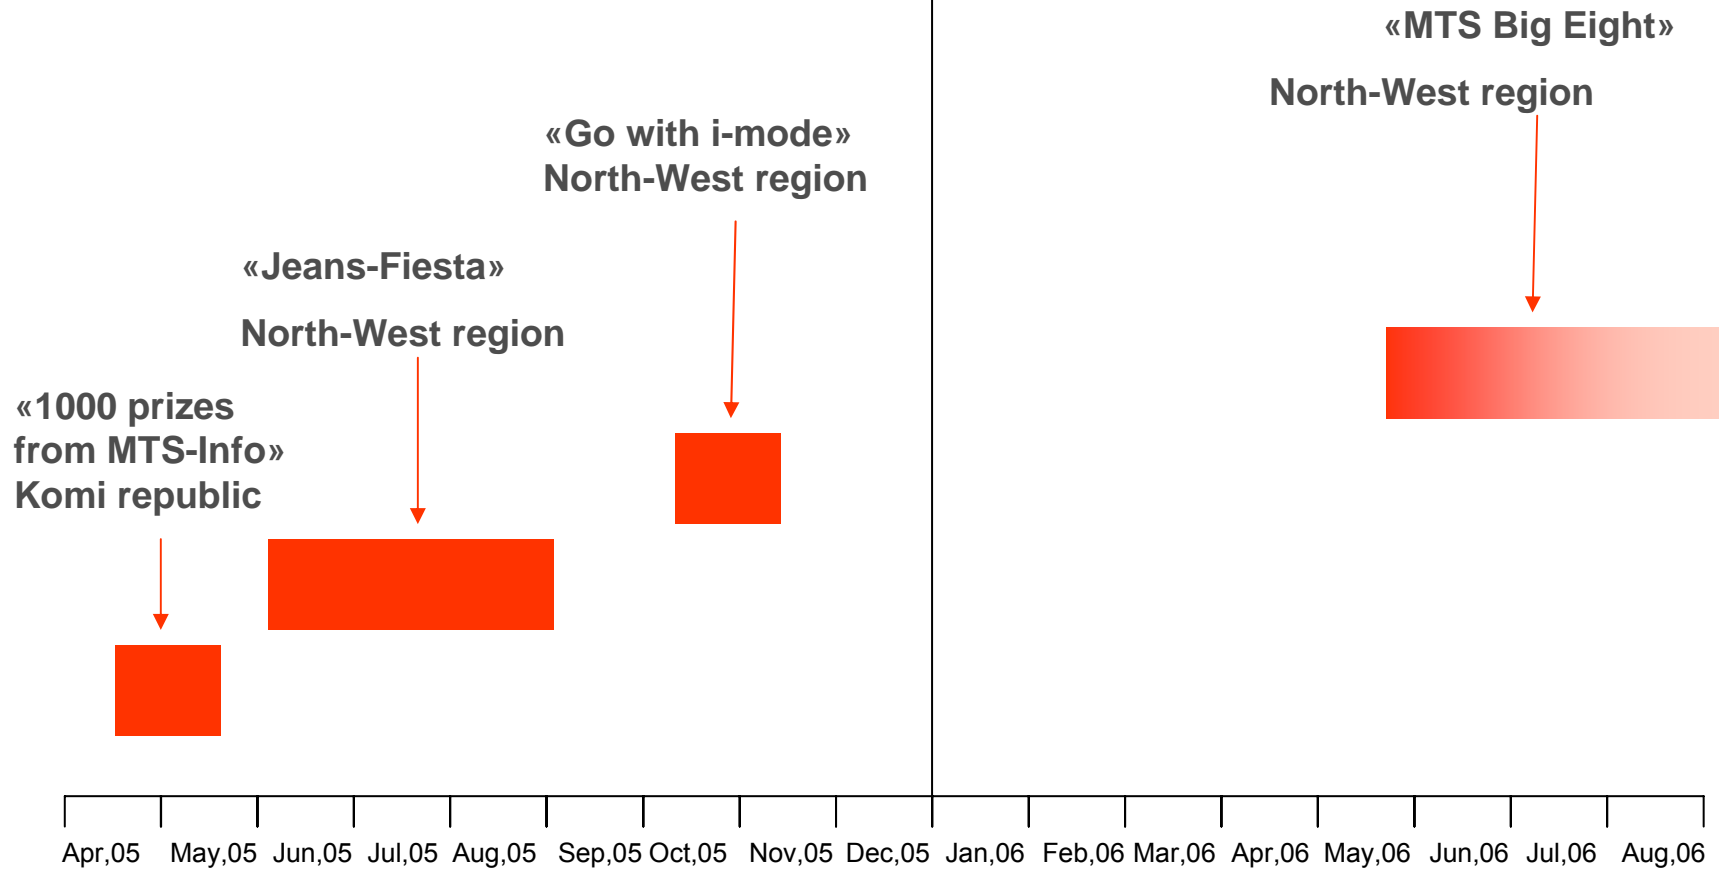 «MTS Big Eight»
North-West region
«Go with i-mode»
North-West region
«Jeans-Fiesta»
North-West region
«1000 prizes
from MTS-Info»
Komi republic
Apr,05 May,05 Jun,05 Jul,05 Aug,05 Sep,05 Oct,05 Nov,05 Dec,05 Jan,06 Feb,06 Mar,06 Apr,06 May,06 Jun,06 Jul,06 Aug,06